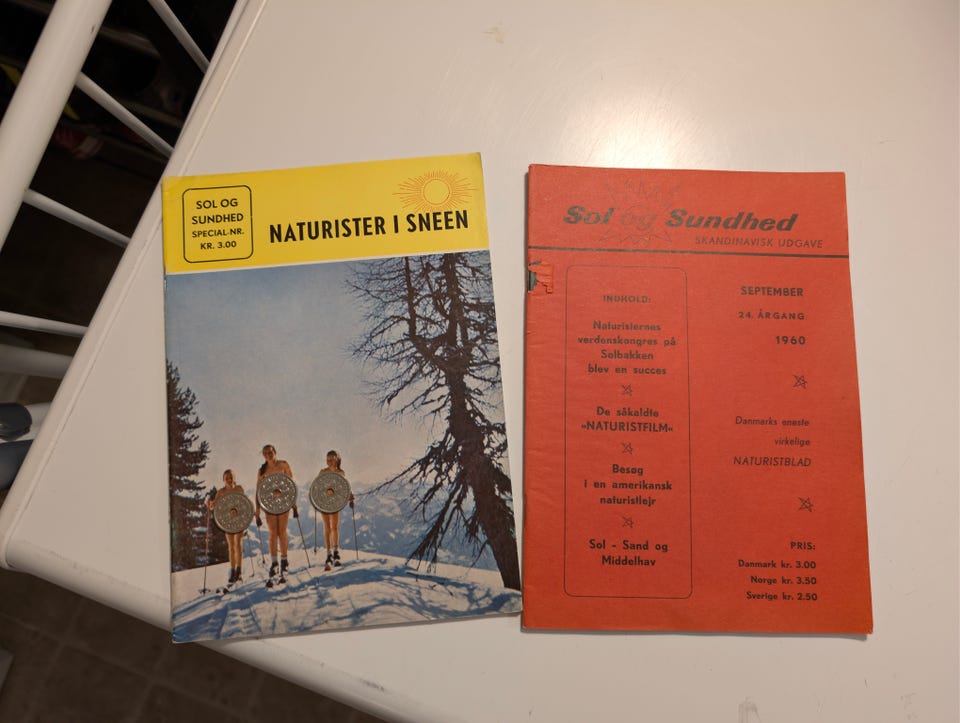 SOL OG
SUNDHED
SPECIAL-NR.
KR. 3.00
NATURISTER I SNEEN
Sol og Sundhed
SKANDINAVISK UDGAVE
INDHOLD:
Naturisternes
verdenskongres på
Solbakken
blev en succes
De såkaldte
»NATURISTFILM«
Besøg
i en amerikansk
naturistlejr
Sol - Sand og
Middelhav
SEPTEMBER
24. ÅRGANG
1960
Danmarks eneste
virkelige
NATURISTBLAD
PRIS:
Danmark kr. 3.00
Norge kr. 3.50
Sverige kr. 2.50